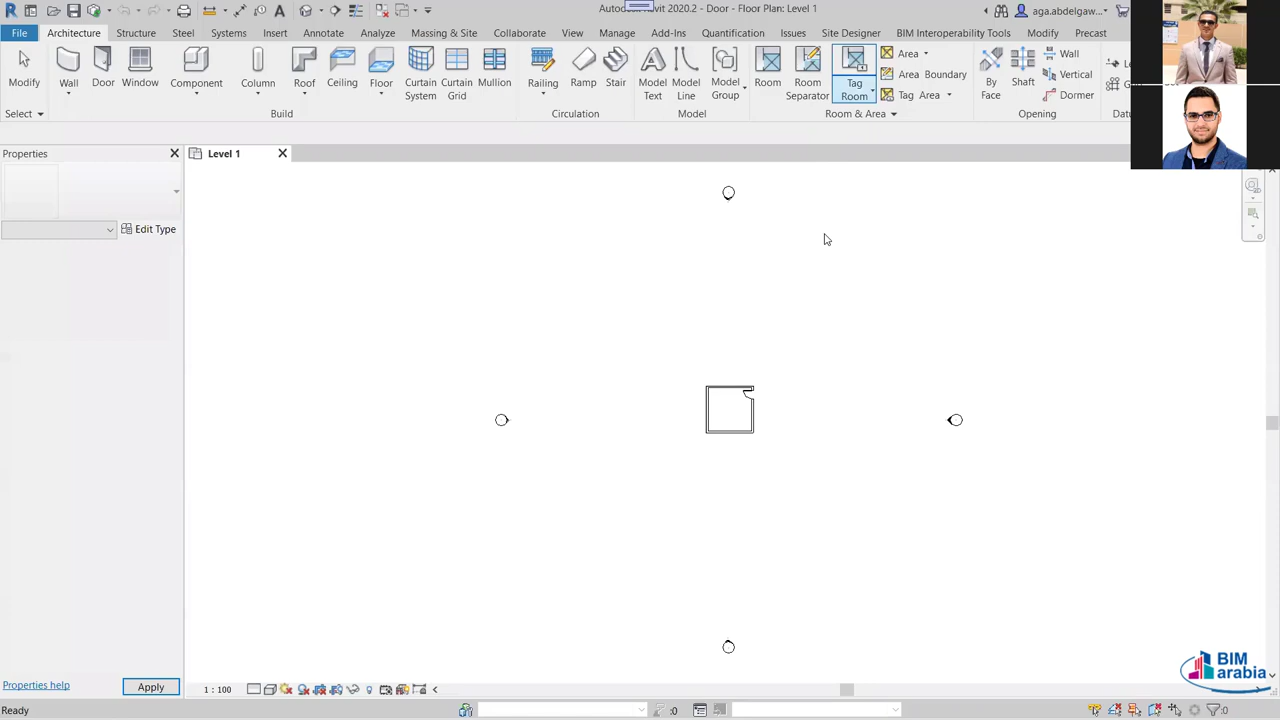 Autodesk Revit 2020.2 - Door - Floor Plan: Level 1
aga.abdelgaw...
File Architecture Structure Steel Systems Insert Annotate Analyze Massing & Site Collaborate View Manage Add-Ins Quantification Issues Site Designer BIM Interoperability Tools Modify Precast
Modify
Wall
Door
Window
Component
Column
Roof
Ceiling
Floor
Curtain System
Curtain Grid
Mullion
Railing
Ramp
Stair
Model Text
Model Line
Model Group
Room
Room Separator
Tag Room
Area
Area Boundary
Tag Area
By Face
Shaft
Wall
Vertical
Dormer
Select
Build
Circulation
Model
Room & Area
Opening
Properties
Level 1
Edit Type
Properties help
Apply
1 : 100
Ready
:0
:0
BIM
arabia